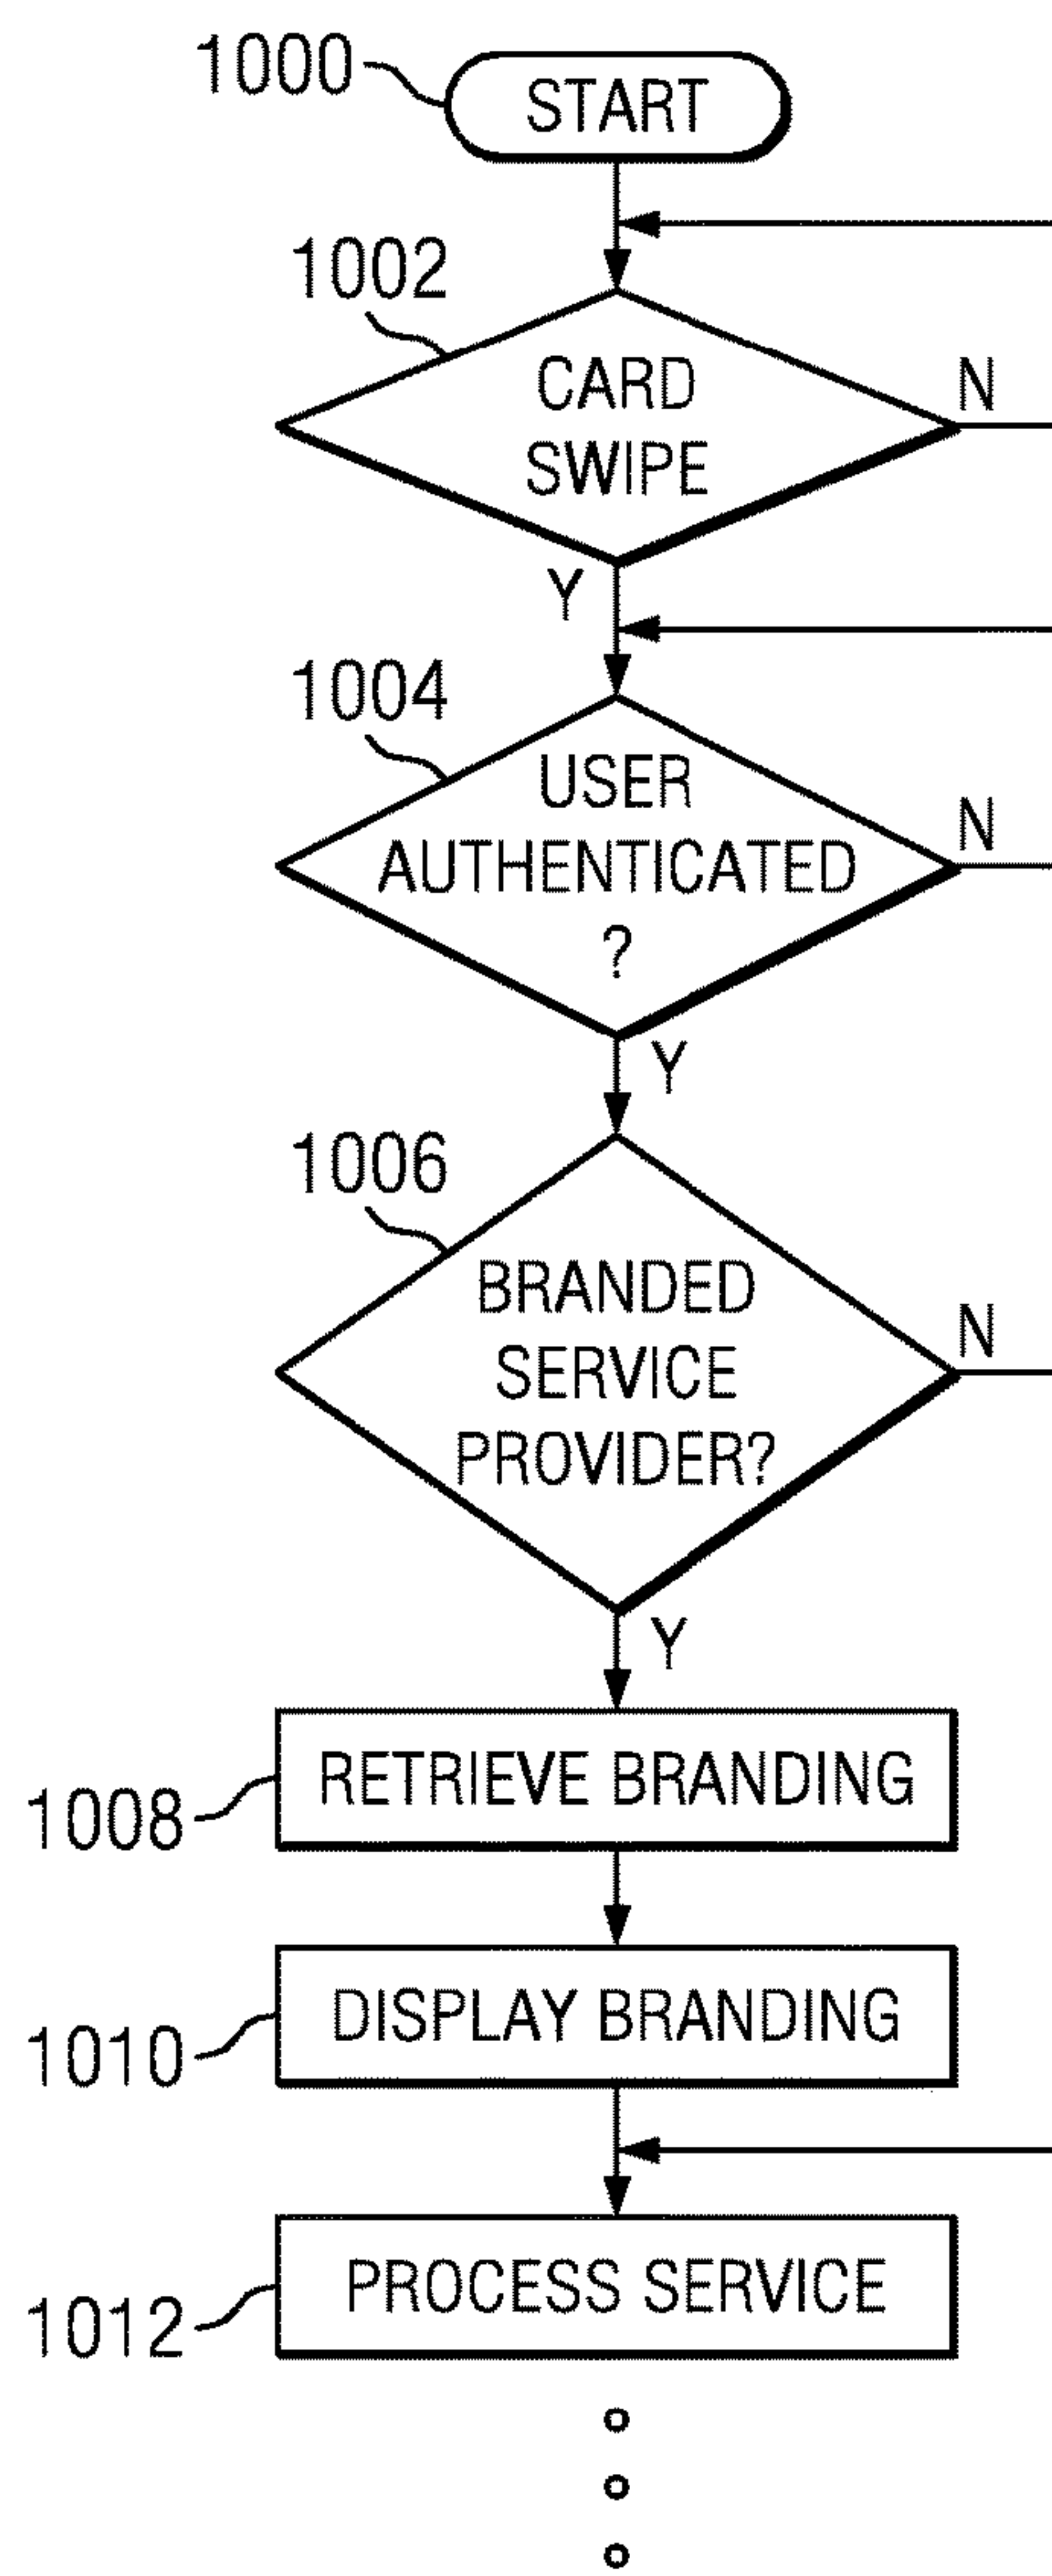 1000
START
1002
CARD
SWIPE
N
Y
1004
USER
AUTHENTICATED
?
N
Y
1006
BRANDED
SERVICE
PROVIDER?
N
Y
1008
RETRIEVE BRANDING
1010
DISPLAY BRANDING
1012
PROCESS SERVICE